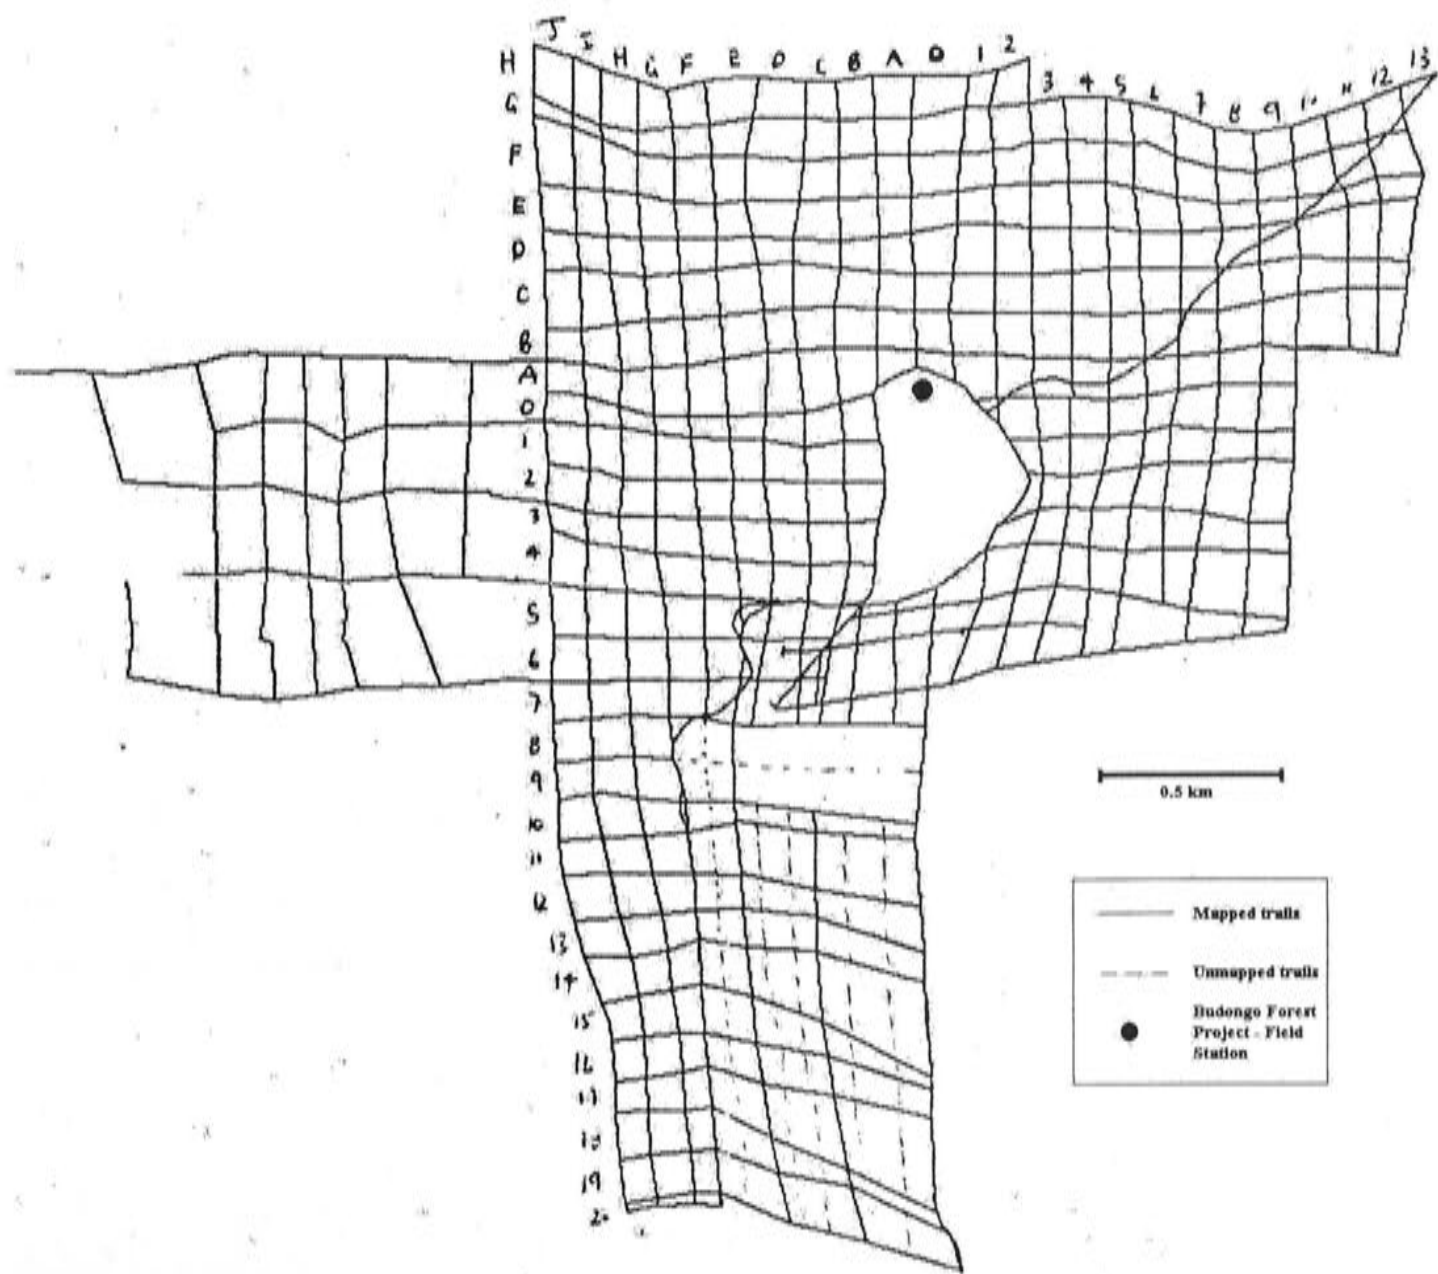 J I H G F E D C B A 0 1 2 3 4 5 6 7 8 9 10 11 12 13
H
G
F
E
D
C
B
A
0
1
2
3
4
5
6
7
8
9
10
11
12
13
14
15
16
17
18
19
20
0.5 km
Mapped trails
Unmapped trails
Budongo Forest
Project - Field
Station